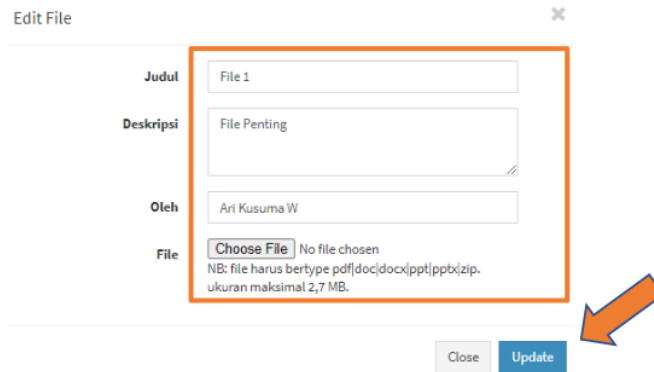 Edit File
Judul
File 1
Deskripsi
File Penting
Oleh
Ari Kusuma W
File
Choose File No file chosen
NB: file harus bertype pdf|doc|docx|ppt|pptx|zip.
ukuran maksimal 2,7 MB.
Close
Update